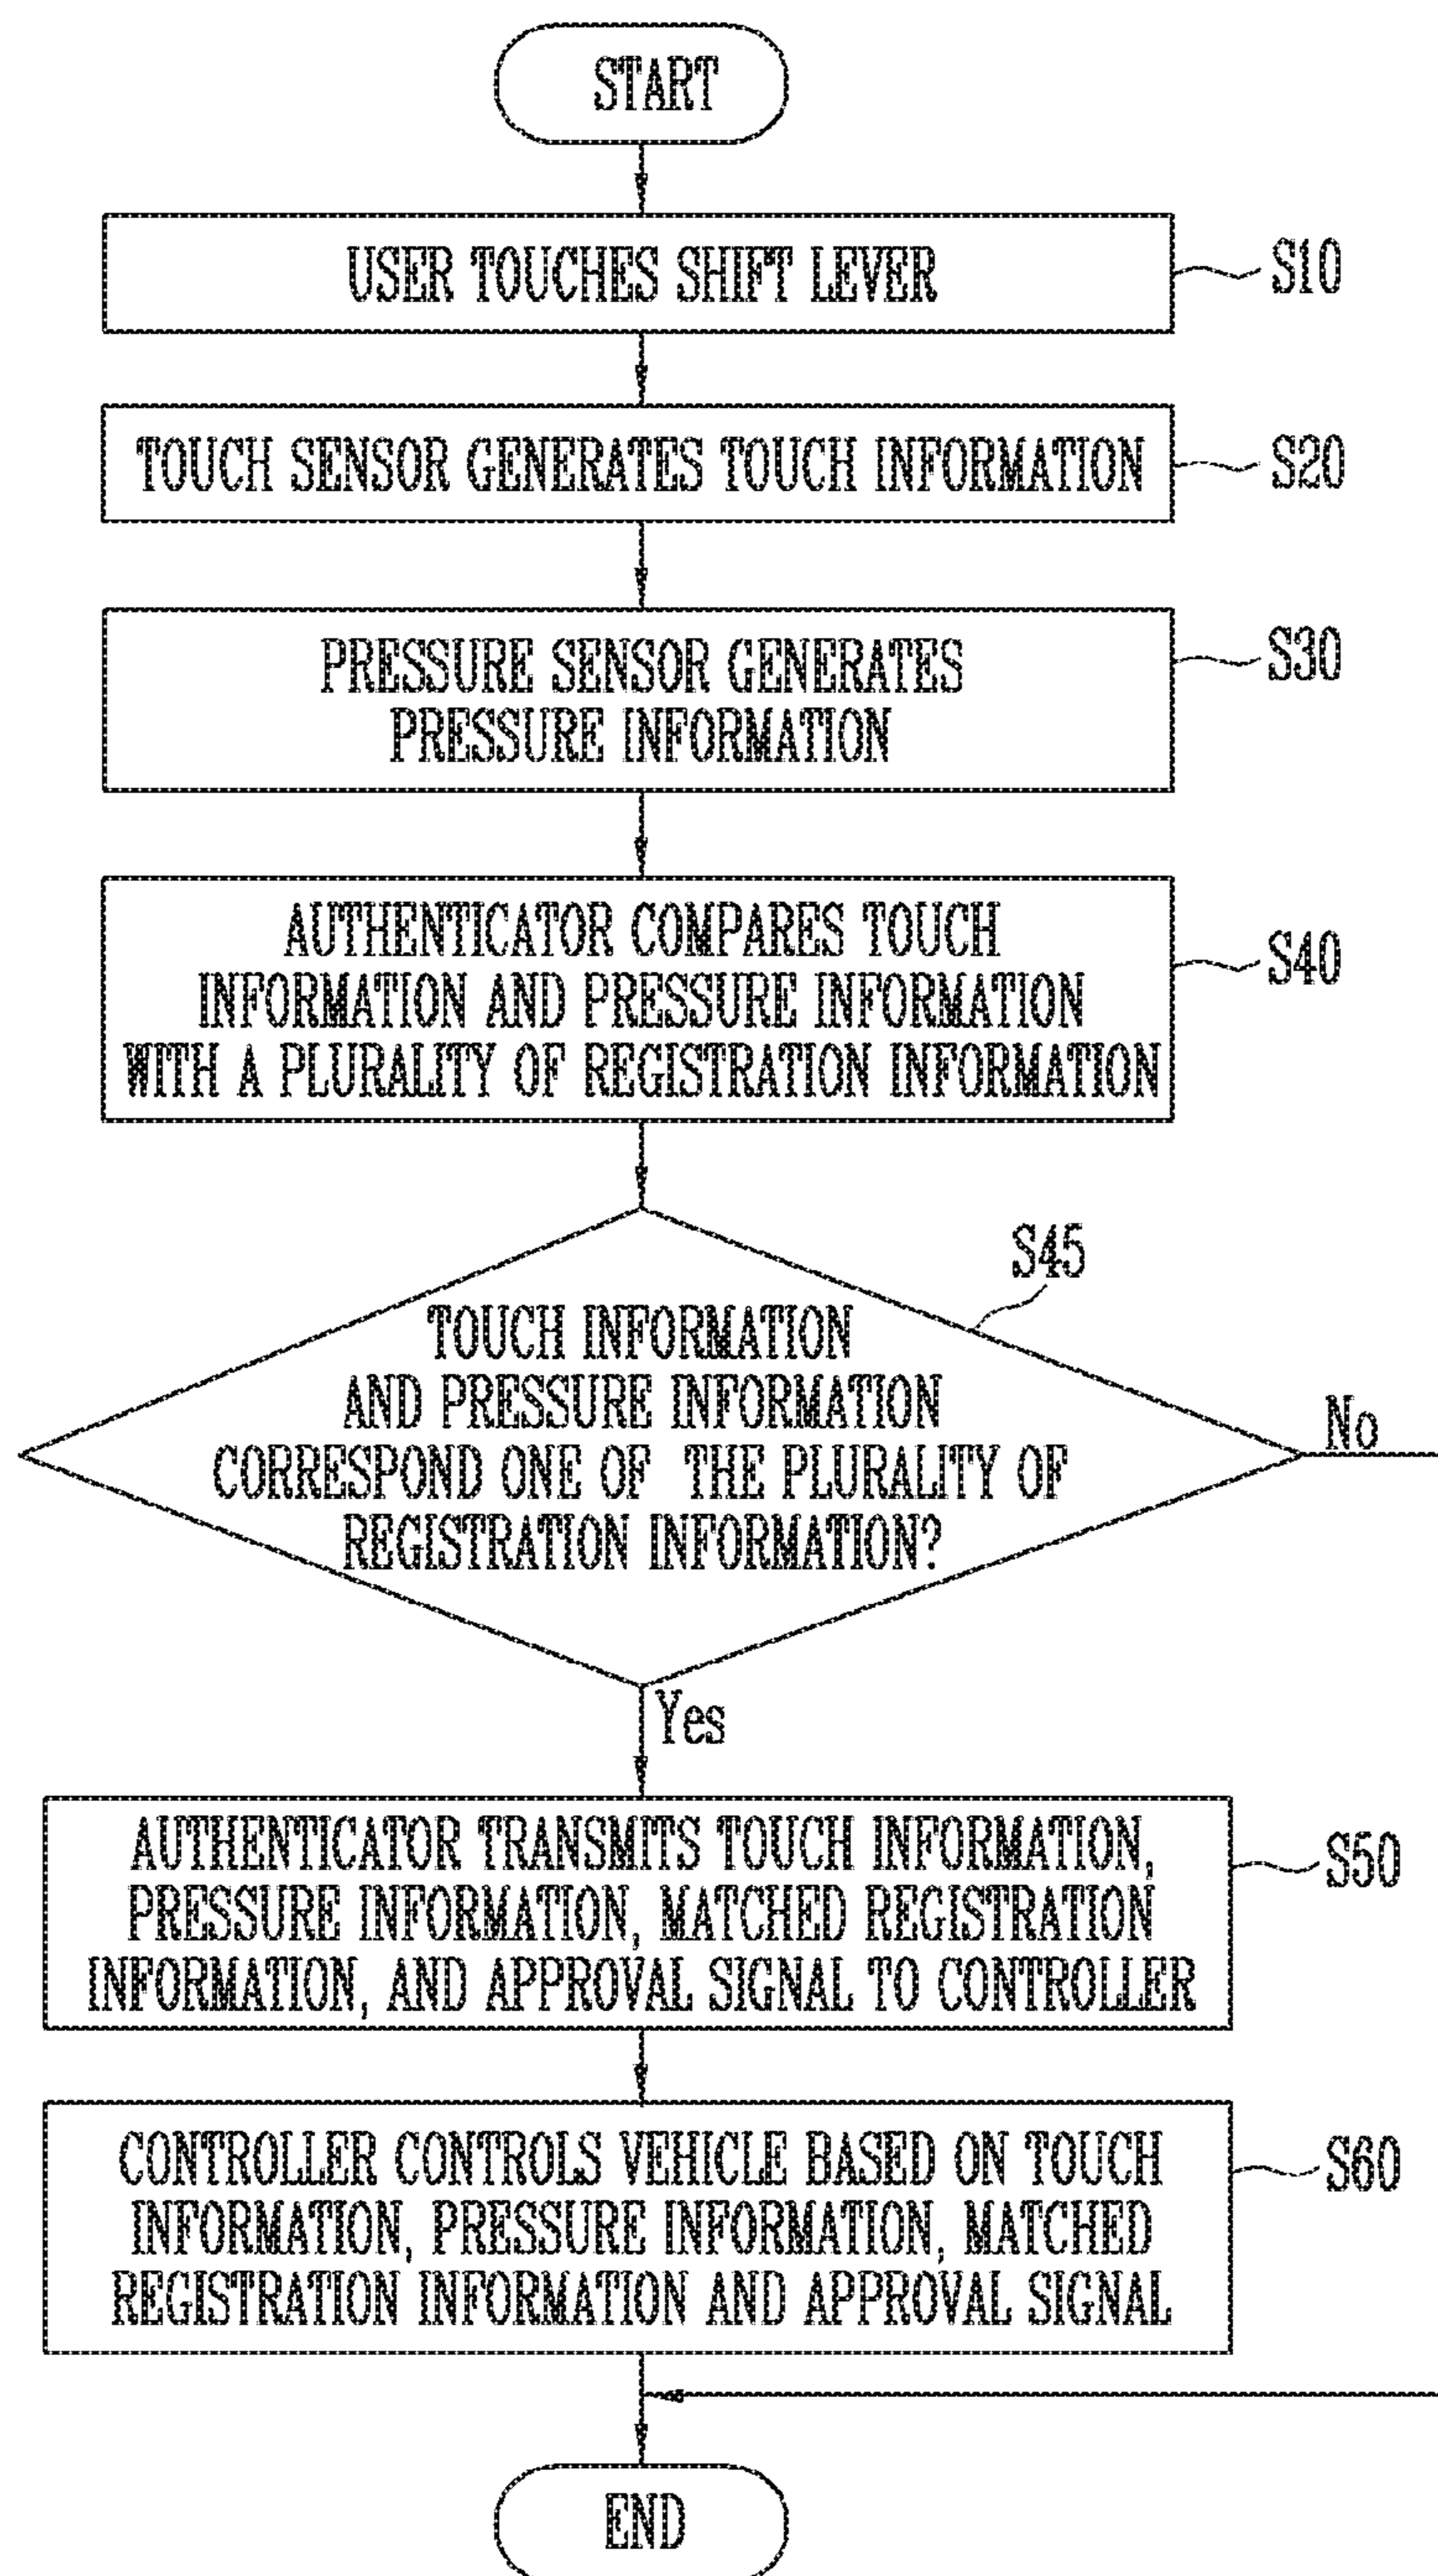 START
USER TOUCHES SHIFT LEVER
S10
TOUCH SENSOR GENERATES TOUCH INFORMATION
S20
PRESSURE SENSOR GENERATES
PRESSURE INFORMATION
S30
AUTHENTICATOR COMPARES TOUCH
INFORMATION AND PRESSURE INFORMATION
WITH A PLURALITY OF REGISTRATION INFORMATION
S40
S45
TOUCH INFORMATION
AND PRESSURE INFORMATION
CORRESPOND ONE OF THE PLURALITY OF
REGISTRATION INFORMATION?
No
Yes
AUTHENTICATOR TRANSMITS TOUCH INFORMATION,
PRESSURE INFORMATION, MATCHED REGISTRATION
INFORMATION, AND APPROVAL SIGNAL TO CONTROLLER
S50
CONTROLLER CONTROLS VEHICLE BASED ON TOUCH
INFORMATION, PRESSURE INFORMATION, MATCHED
REGISTRATION INFORMATION AND APPROVAL SIGNAL
S60
END